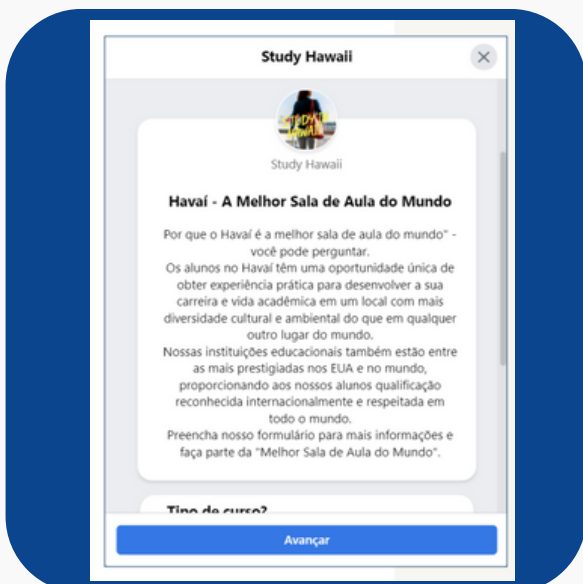 Study Hawaii
STUDY
HAWAII
Study Hawaii
Havaí - A Melhor Sala de Aula do Mundo
Por que o Havaí é a melhor sala de aula do mundo" -
você pode perguntar.
Os alunos no Havaí têm uma oportunidade única de
obter experiência prática para desenvolver a sua
carreira e vida acadêmica em um local com mais
diversidade cultural e ambiental do que em qualquer
outro lugar do mundo.
Nossas instituições educacionais também estão entre
as mais prestigiadas nos EUA e no mundo,
proporcionando aos nossos alunos qualificação
reconhecida internacionalmente e respeitada em
todo o mundo.
Preencha nosso formulário para mais informações e
faça parte da "Melhor Sala de Aula do Mundo".
Tipo de curso?
Avançar